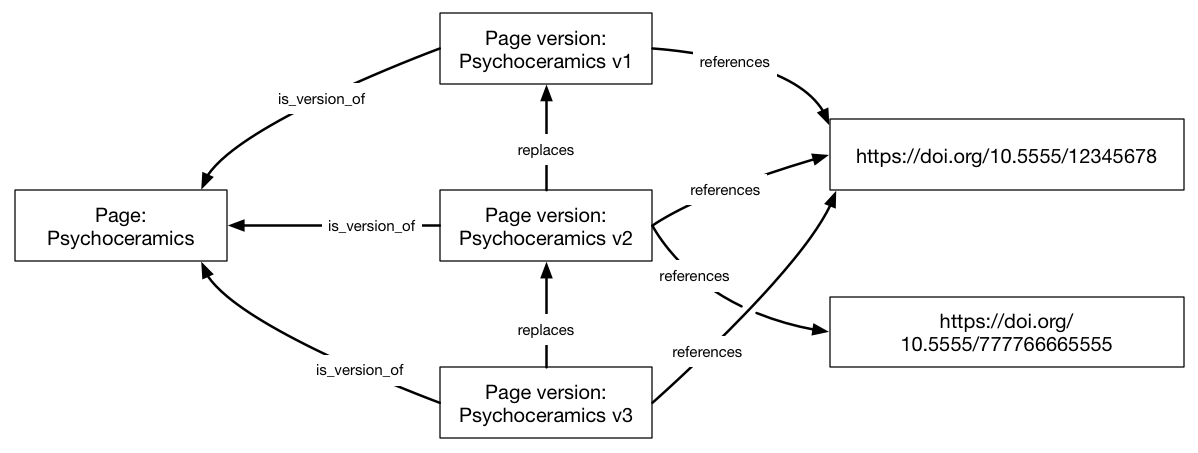 Page version:
Psychoceramics v1
references
is_version_of
replaces
https://doi.org/10.5555/12345678
references
Page:
Psychoceramics
is_version_of
Page version:
Psychoceramics v2
references
replaces
https://doi.org/
10.5555/777766665555
references
is_version_of
Page version:
Psychoceramics v3